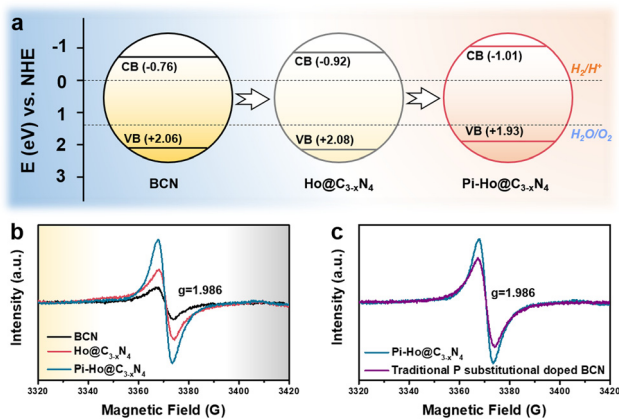 a
E (eV) vs. NHE
-1
0
1
2
3
CB (-0.76)
VB (+2.06)
BCN
CB (-0.92)
VB (+2.08)
Ho@C3-xN4
CB (-1.01)
VB (+1.93)
Pi-Ho@C3-xN4
H2/H+
H2O/O2
b
Intensity (a.u.)
g=1.986
BCN
Ho@C3-xN4
Pi-Ho@C3-xN4
3320 3340 3360 3380 3400 3420
Magnetic Field (G)
c
Intensity (a.u.)
g=1.986
Pi-Ho@C3-xN4
Traditional P substitutional doped BCN
3320 3340 3360 3380 3400 3420
Magnetic Field (G)